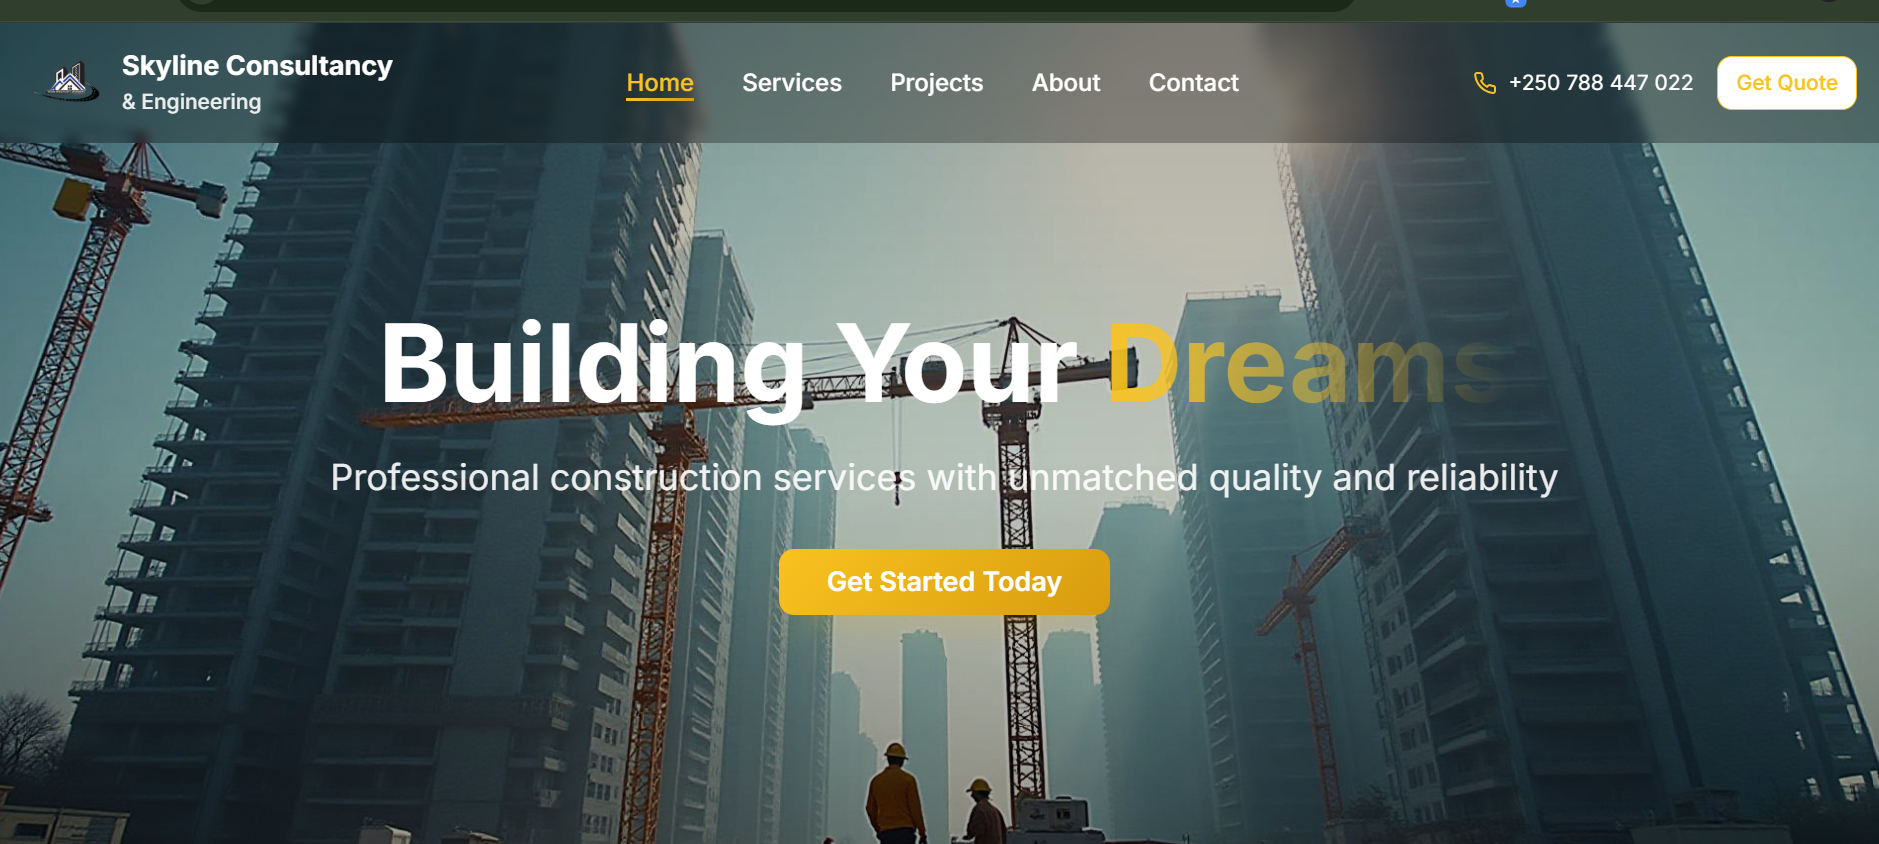 Skyline Consultancy
& Engineering
Home Services Projects About Contact
+250 788 447 022
Get Quote
Building Your Dreams
Professional construction services with unmatched quality and reliability
Get Started Today